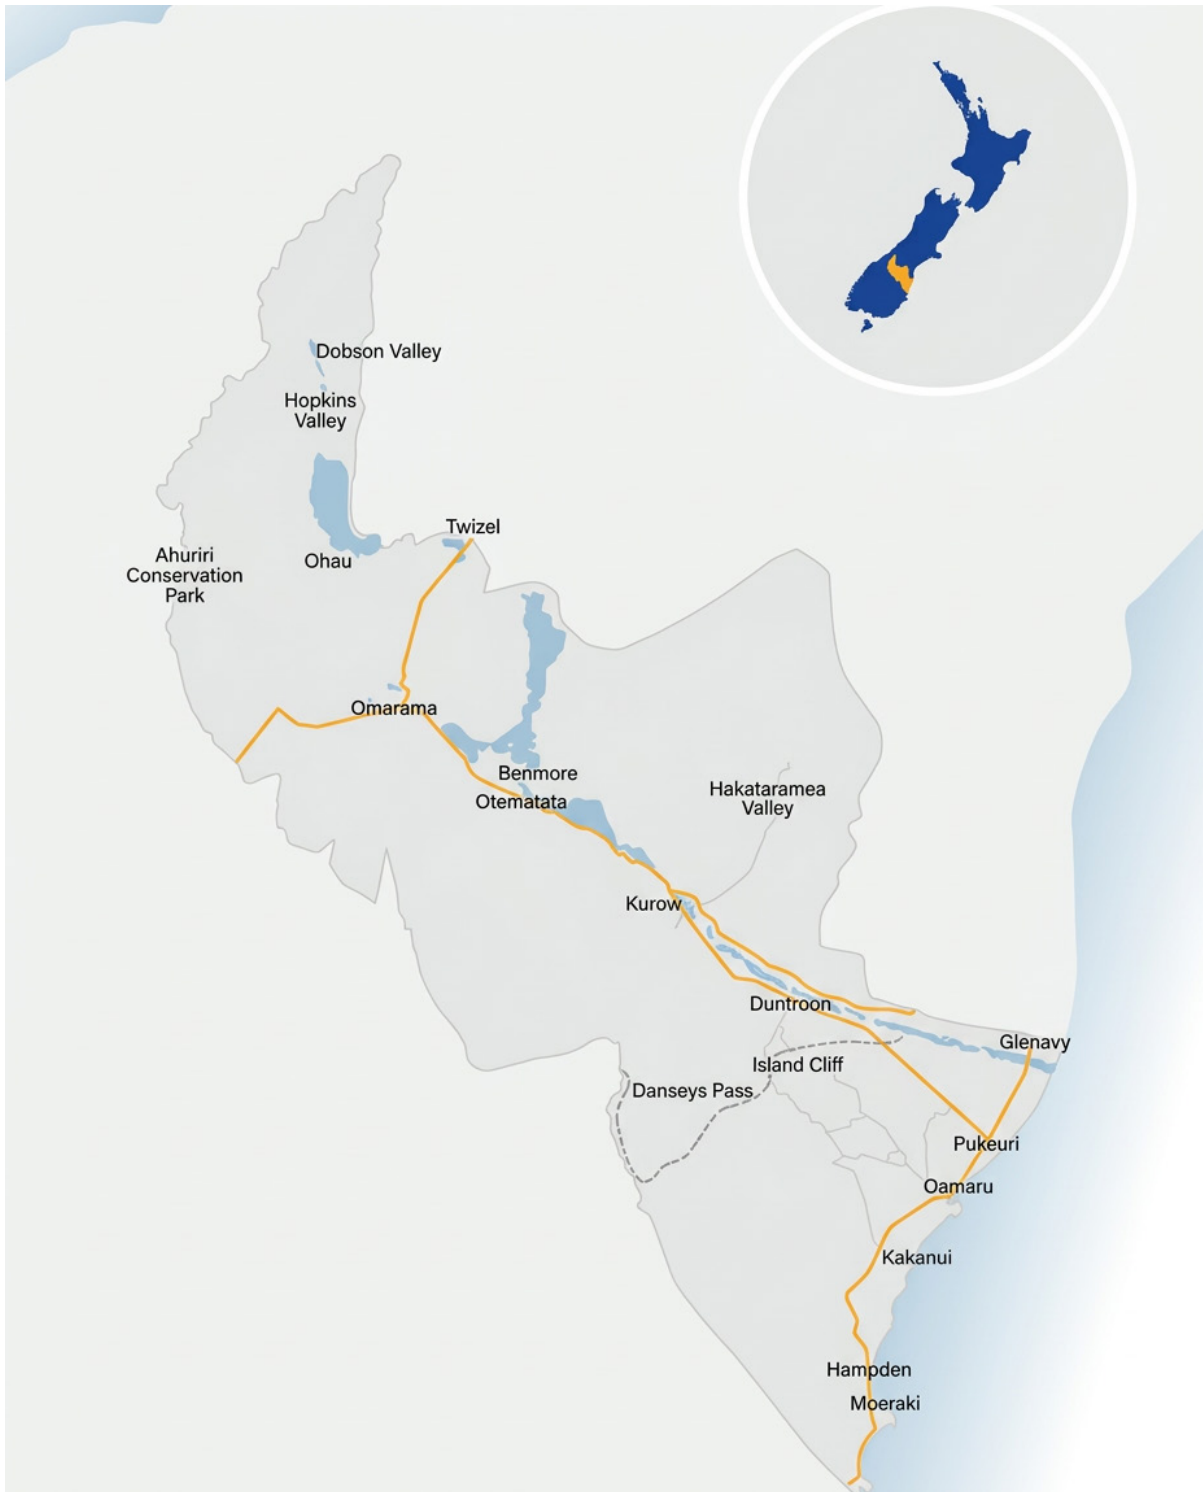 Dobson Valley
Hopkins
Valley
Twizel
Ohau
Ahuriri
Conservation
Park
Omarama
Benmore
Otematata
Hakataramea
Valley
Kurow
Duntroon
Glenavy
Island Cliff
Danseys Pass
Pukeuri
Oamaru
Kakanui
Hampden
Moeraki